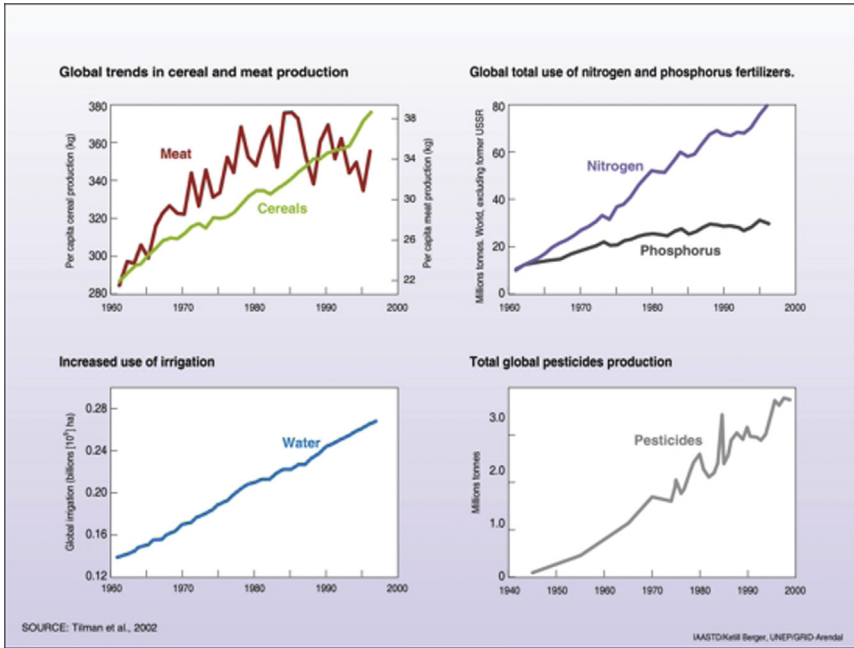 Global trends in cereal and meat production
Per capita cereal production (kg)
380
360
340
320
300
280
Meat
Cereals
38
34
30
26
22
Per capita meat production (kg)
1960
1970
1980
1990
2000
Global total use of nitrogen and phosphorus fertilizers.
Millions tonnes. World, excluding former USSR
80
60
40
20
0
Nitrogen
Phosphorus
1960
1970
1980
1990
2000
Increased use of irrigation
Global irrigation (billions [10⁹] ha)
0.28
0.24
0.20
0.16
0.12
Water
1960
1970
1980
1990
2000
Total global pesticides production
Millions tonnes
3.0
2.0
1.0
0
Pesticides
1940
1950
1960
1970
1980
1990
2000
SOURCE: Tilman et al., 2002
IAASTD/Ketill Berger, UNEP/GRID-Arendal